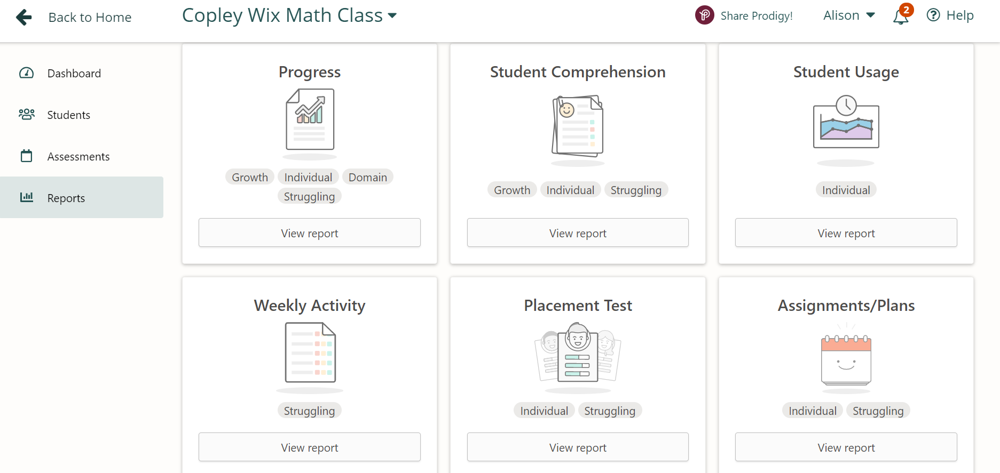 Back to Home
Copley Wix Math Class
Share Prodigy!
Alison
2
Help
Dashboard
Students
Assessments
Reports
Progress
Growth Individual Domain
Struggling
View report
Student Comprehension
Growth Individual Struggling
View report
Student Usage
Individual
View report
Weekly Activity
Struggling
View report
Placement Test
Individual Struggling
View report
Assignments/Plans
Individual Struggling
View report